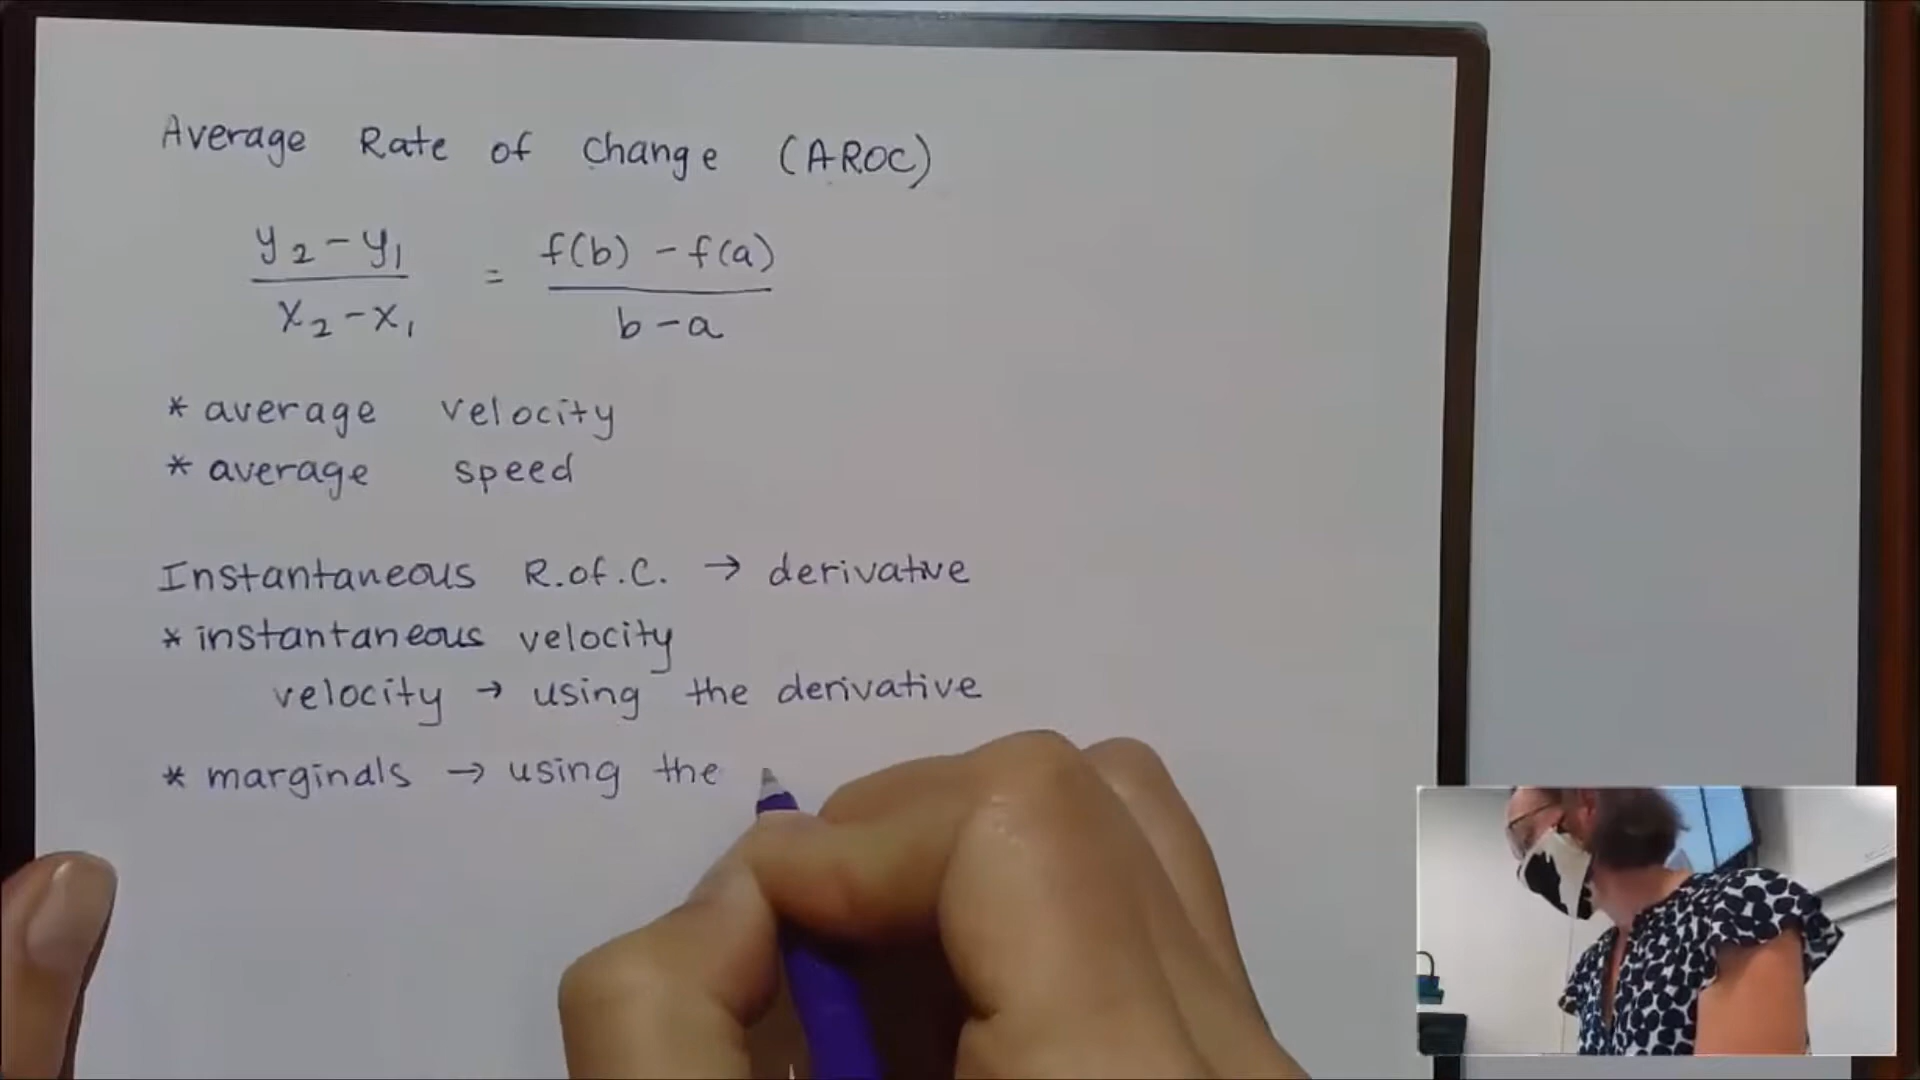 Average Rate of Change (AROC)
y₂-y₁ / x₂-x₁ = f(b) - f(a) / b-a
* average velocity
* average speed
Instantaneous R.of.C. → derivative
* instantaneous velocity
velocity → using the derivative
* marginals → using the